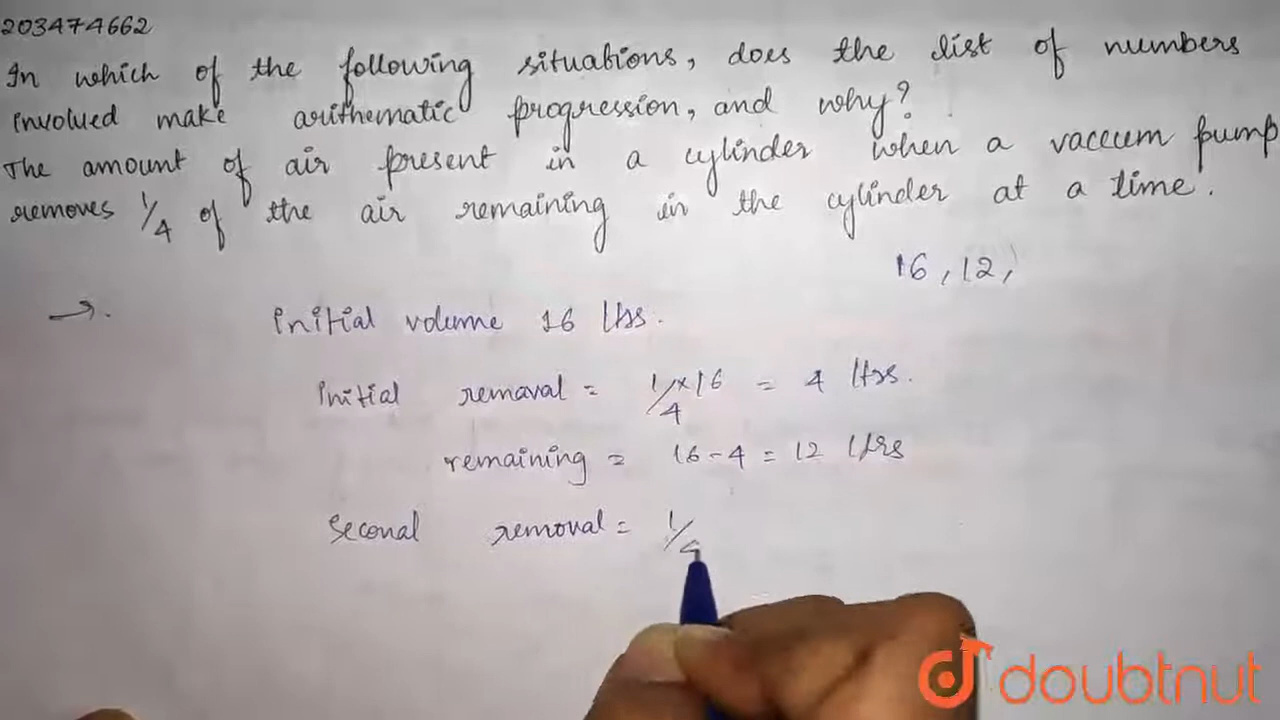 203474662
In which of the following situations, does the list of numbers
involved make arithematic progression, and why?
The amount of air present in a cylinder when a vaccum pump
removes 1/4 of the air remaining in the cylinder at a time.
16, 12,
→.
initial volume 16 ltrs.
initial removal = 1/4 × 16 = 4 ltrs.
remaining = 16 - 4 = 12 ltrs
second removal = 1/4
doubtnut